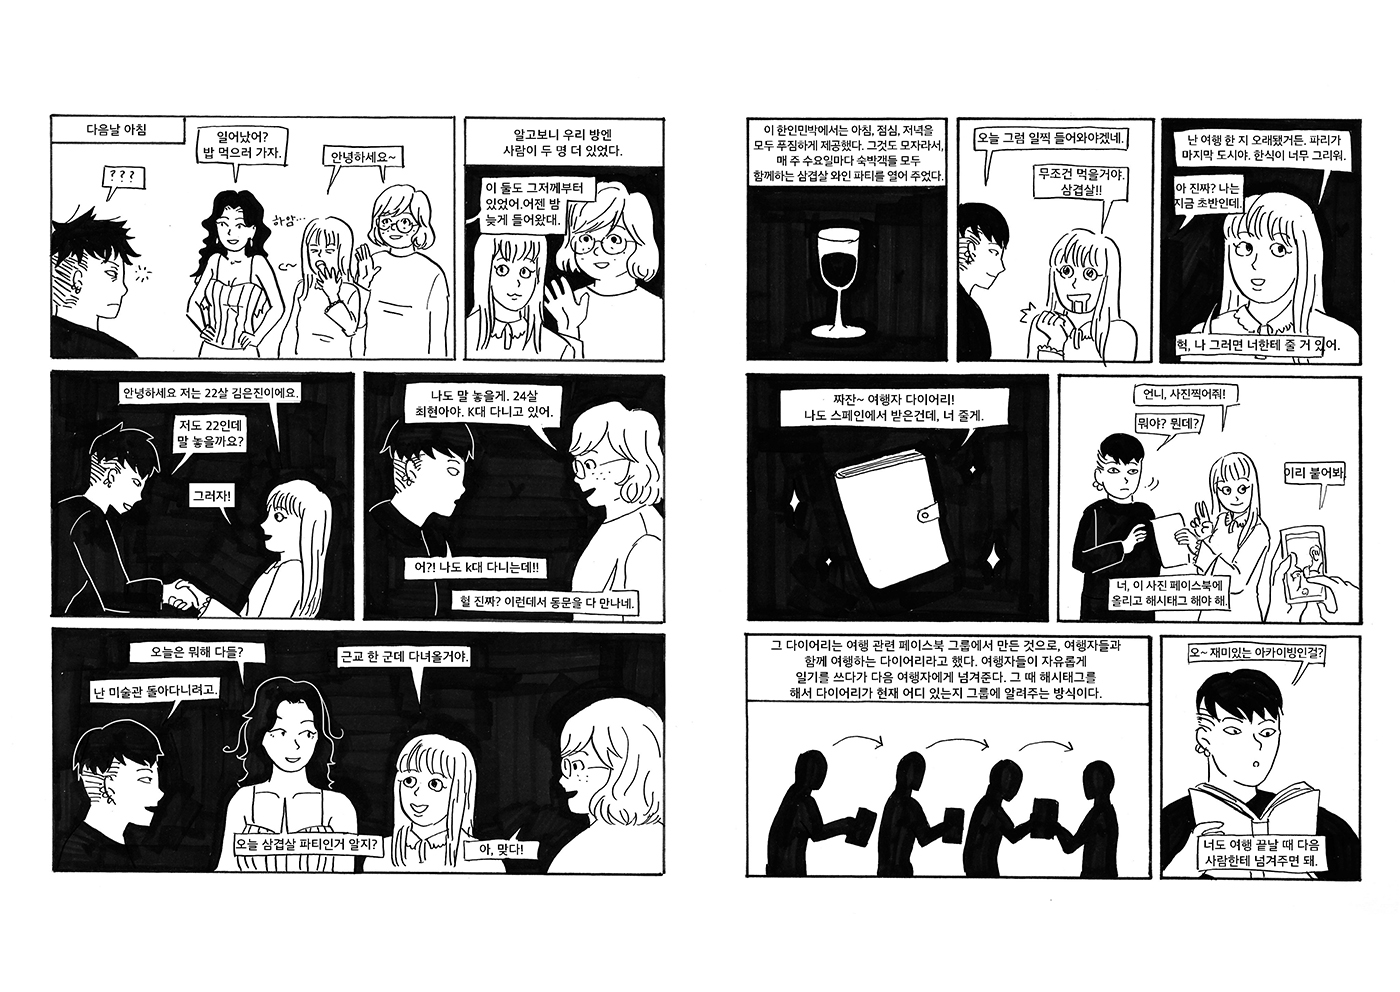 다음날 아침
???
일어났어?
밥 먹으러 가자.
하암…
안녕하세요~
알고보니 우리 방엔
사람이 두 명 더 있었다.
이 둘도 그저께부터
있었어.어젠 밤
늦게 들어왔대.
안녕하세요 저는 22살 김은진이에요.
저도 22인데
말 놓을까요?
그러자!
나도 말 놓을게. 24살
최현아야. K대 다니고 있어.
어?! 나도 k대 다니는데!!
헐 진짜? 이런데서 동문을 다 만나네.
오늘은 뭐해 다들?
난 미술관 돌아다니려고.
근교 한 군데 다녀올거야.
오늘 삼겹살 파티인거 알지?
아, 맞다!
이 한인민박에서는 아침, 점심, 저녁을
모두 푸짐하게 제공했다. 그것도 모자라서,
매 주 수요일마다 숙박객들 모두
함께하는 삼겹살 와인 파티를 열어 주었다.
오늘 그럼 일찍 들어와야겠네.
무조건 먹을거야.
삼겹살!!
난 여행 한 지 오래됐거든. 파리가
마지막 도시야. 한식이 너무 그리워.
아 진짜? 나는
지금 초반인데.
헉, 나 그러면 너한테 줄 거 있어.
짜잔~ 여행자 다이어리!
나도 스페인에서 받은건데, 너 줄게.
언니, 사진찍어줘!
뭐야? 뭔데?
이리 붙어봐
너, 이 사진 페이스북에
올리고 해시태그 해야 해.
그 다이어리는 여행 관련 페이스북 그룹에서 만든 것으로, 여행자들과
함께 여행하는 다이어리라고 했다. 여행자들이 자유롭게
일기를 쓰다가 다음 여행자에게 넘겨준다. 그 때 해시태그를
해서 다이어리가 현재 어디 있는지 그룹에 알려주는 방식이다.
오~ 재미있는 아카이빙인걸?
너도 여행 끝날 때 다음
사람한테 넘겨주면 돼.